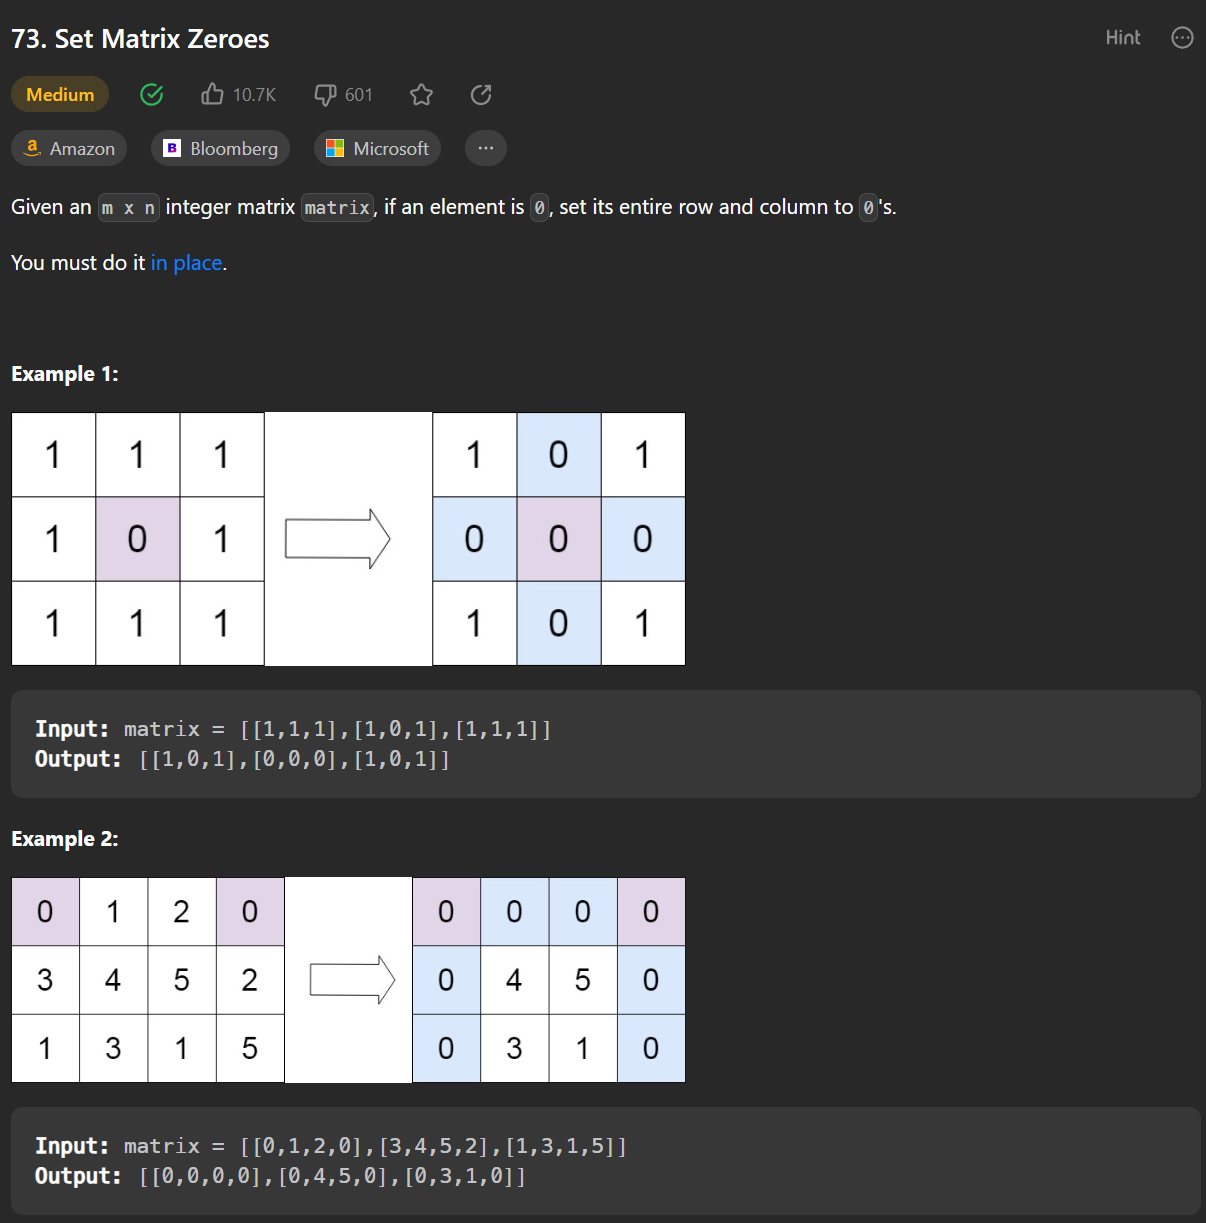 73. Set Matrix Zeroes
Hint
Medium 10.7K 601
Amazon Bloomberg Microsoft ...
Given an m x n integer matrix matrix, if an element is 0, set its entire row and column to 0's.
You must do it in place.
Example 1:
1 1 1 1 0 1
1 0 1 0 0 0
1 1 1 1 0 1
Input: matrix = [[1,1,1],[1,0,1],[1,1,1]]
Output: [[1,0,1],[0,0,0],[1,0,1]]
Example 2:
0 1 2 0 0 0 0 0
3 4 5 2 0 4 5 0
1 3 1 5 0 3 1 0
Input: matrix = [[0,1,2,0],[3,4,5,2],[1,3,1,5]]
Output: [[0,0,0,0],[0,4,5,0],[0,3,1,0]]